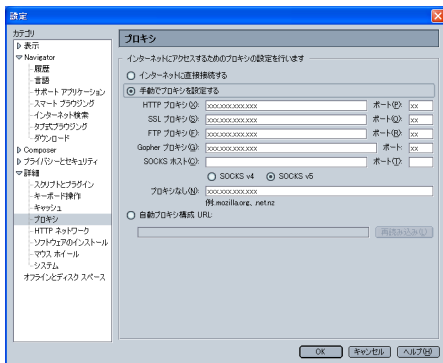 設定
カテゴリ
表示
Navigator
履歴
言語
サポート アプリケーション
スマート ブラウジング
インターネット検索
タブ式ブラウジング
ダウンロード
Composer
プライバシーとセキュリティ
詳細
スクリプトとプラグイン
キーボード操作
キャッシュ
プロキシ
HTTP ネットワーク
ソフトウェアのインストール
マウス ホイール
システム
オフラインとディスク スペース
プロキシ
インターネットにアクセスするためのプロキシの設定を行います
インターネットに直接接続する
手動でプロキシを設定する
HTTP プロキシ(X): xxx.xxx.xxx.xxx ポート(P): xx
SSL プロキシ(S): xxx.xxx.xxx.xxx ポート(O): xx
FTP プロキシ(F): xxx.xxx.xxx.xxx ポート(R): xx
Gopher プロキシ(G): xxx.xxx.xxx.xxx ポート: xx
SOCKS ホスト(C): ポート(T):
SOCKS v4 SOCKS v5
プロキシなし(N): xxx.xxx.xxx.xxx
例.mozilla.org, .net.nz
自動プロキシ構成 URL:
再読み込み(L)
OK キャンセル ヘルプ(H)